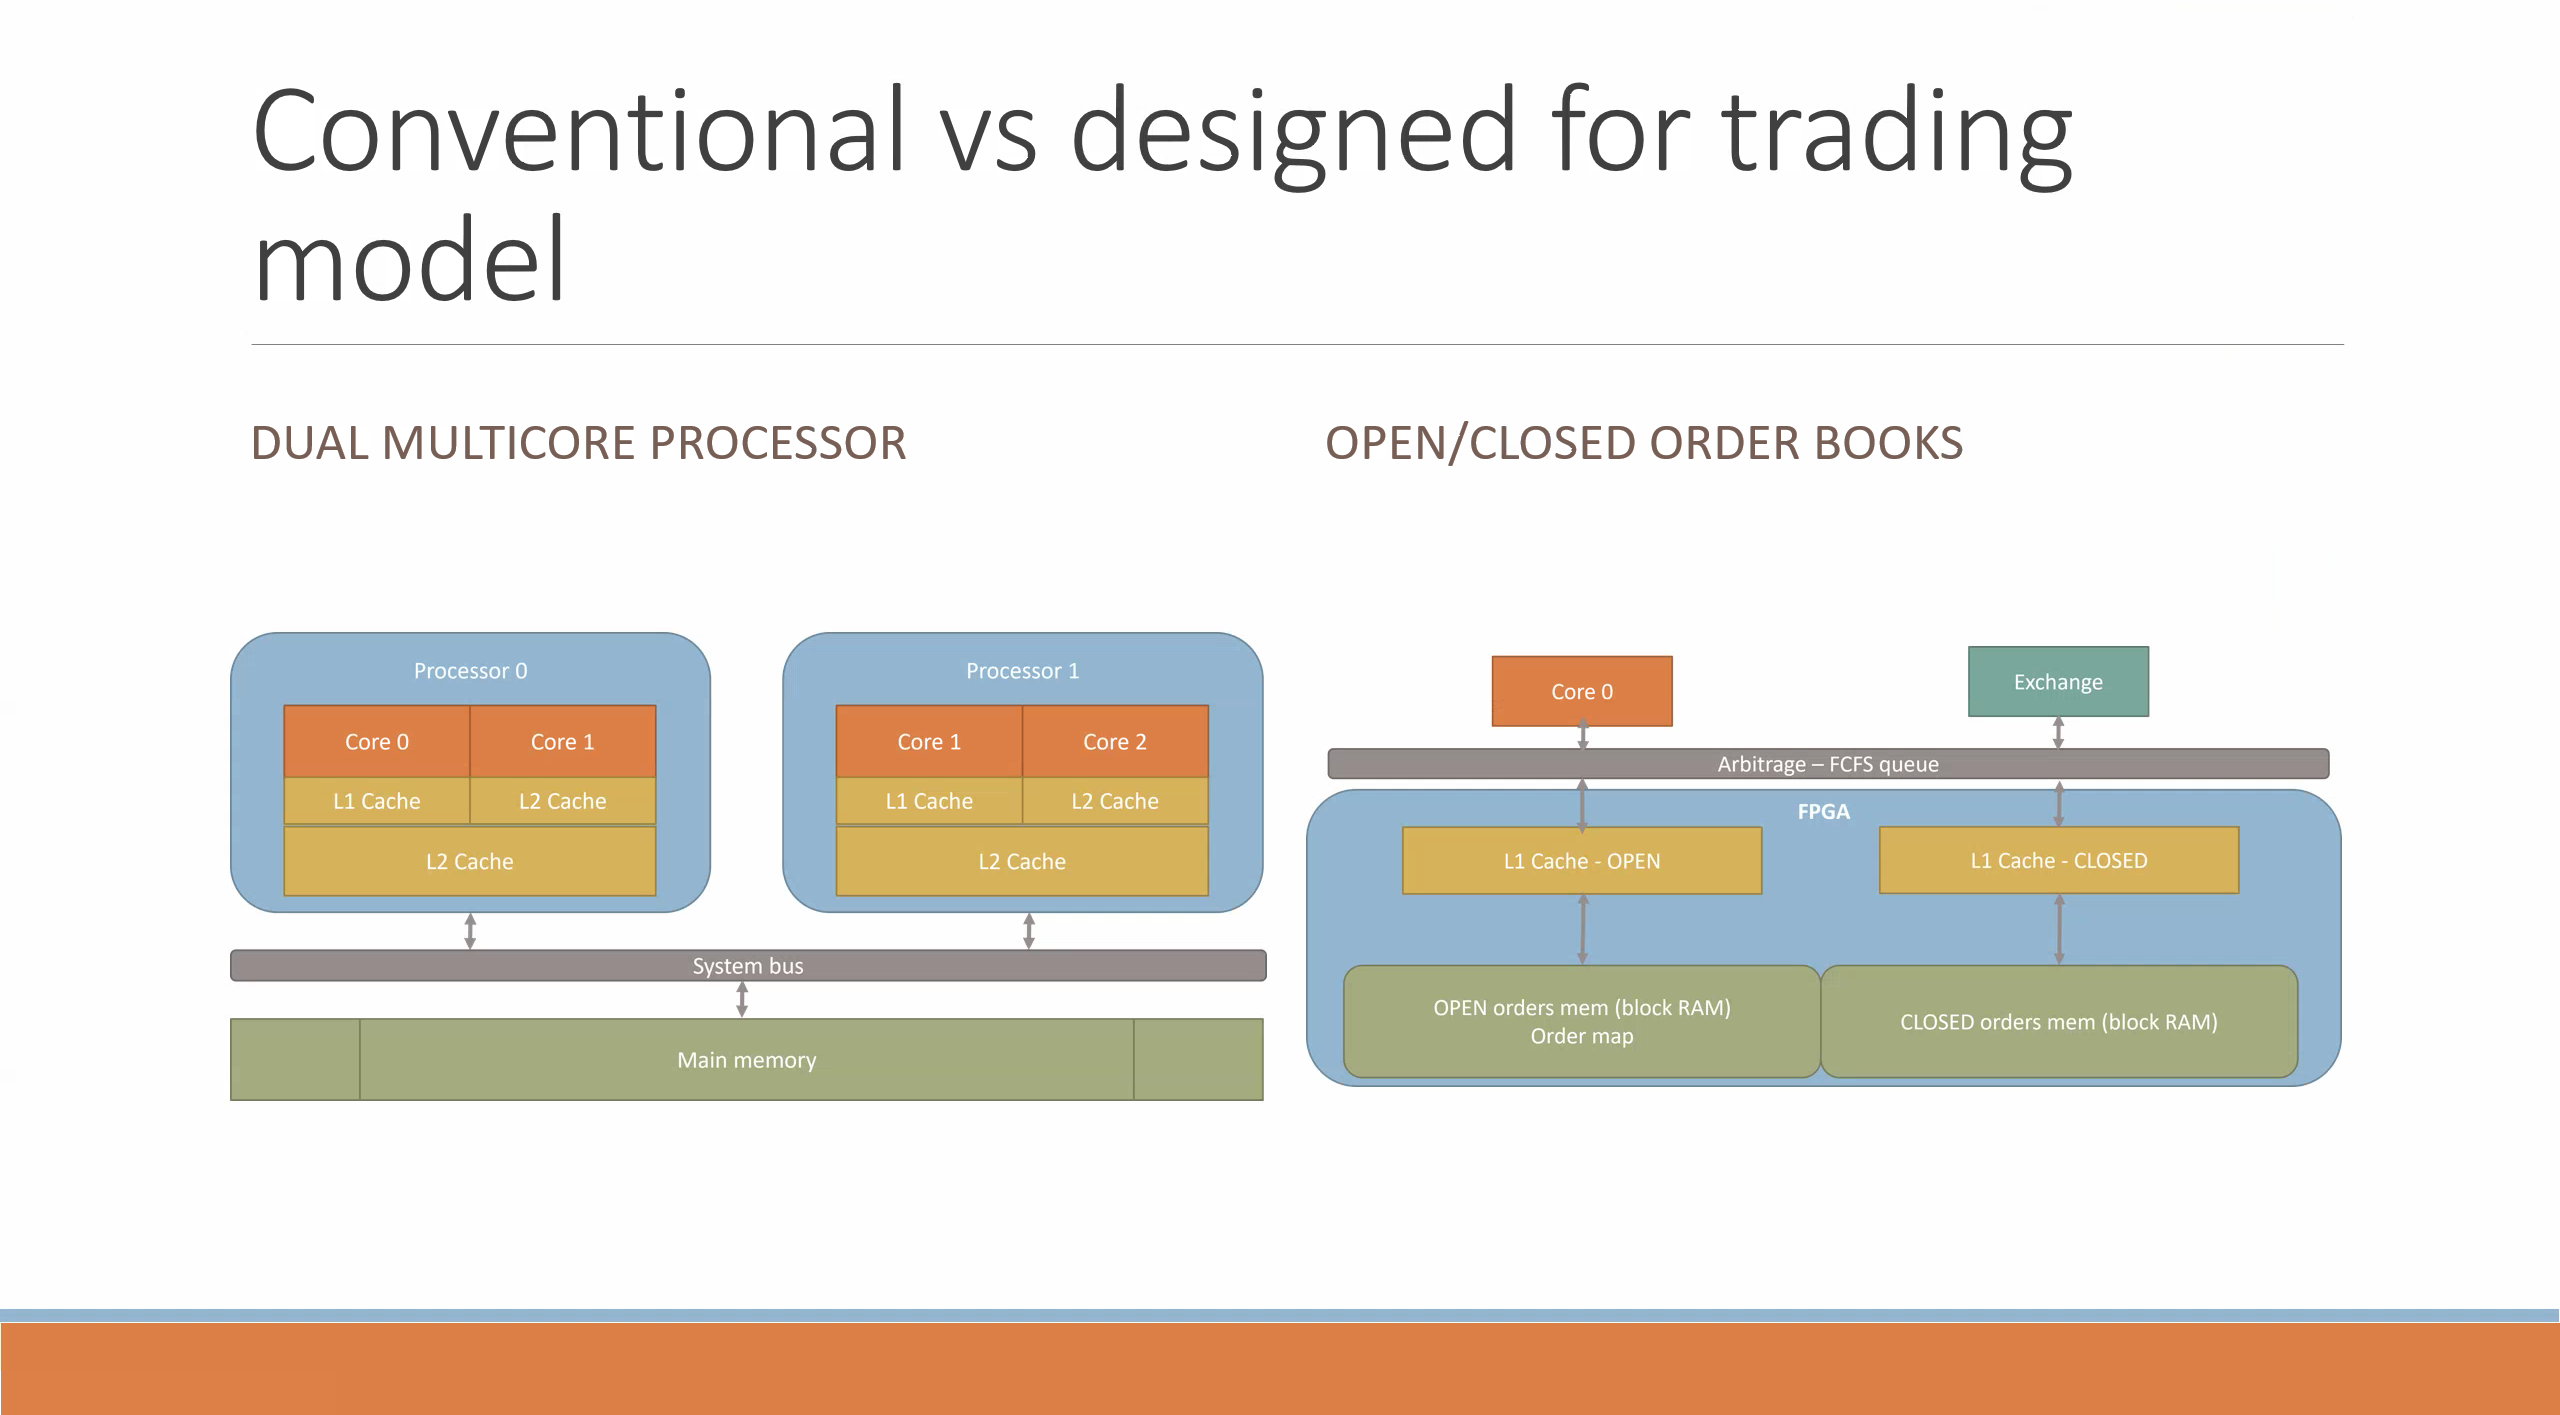 Conventional vs designed for trading
model
DUAL MULTICORE PROCESSOR
Processor 0
Core 0
Core 1
L1 Cache
L2 Cache
L2 Cache
Processor 1
Core 1
Core 2
L1 Cache
L2 Cache
L2 Cache
System bus
Main memory
OPEN/CLOSED ORDER BOOKS
Core 0
Exchange
Arbitrage – FCFS queue
FPGA
L1 Cache - OPEN
L1 Cache - CLOSED
OPEN orders mem (block RAM)
Order map
CLOSED orders mem (block RAM)